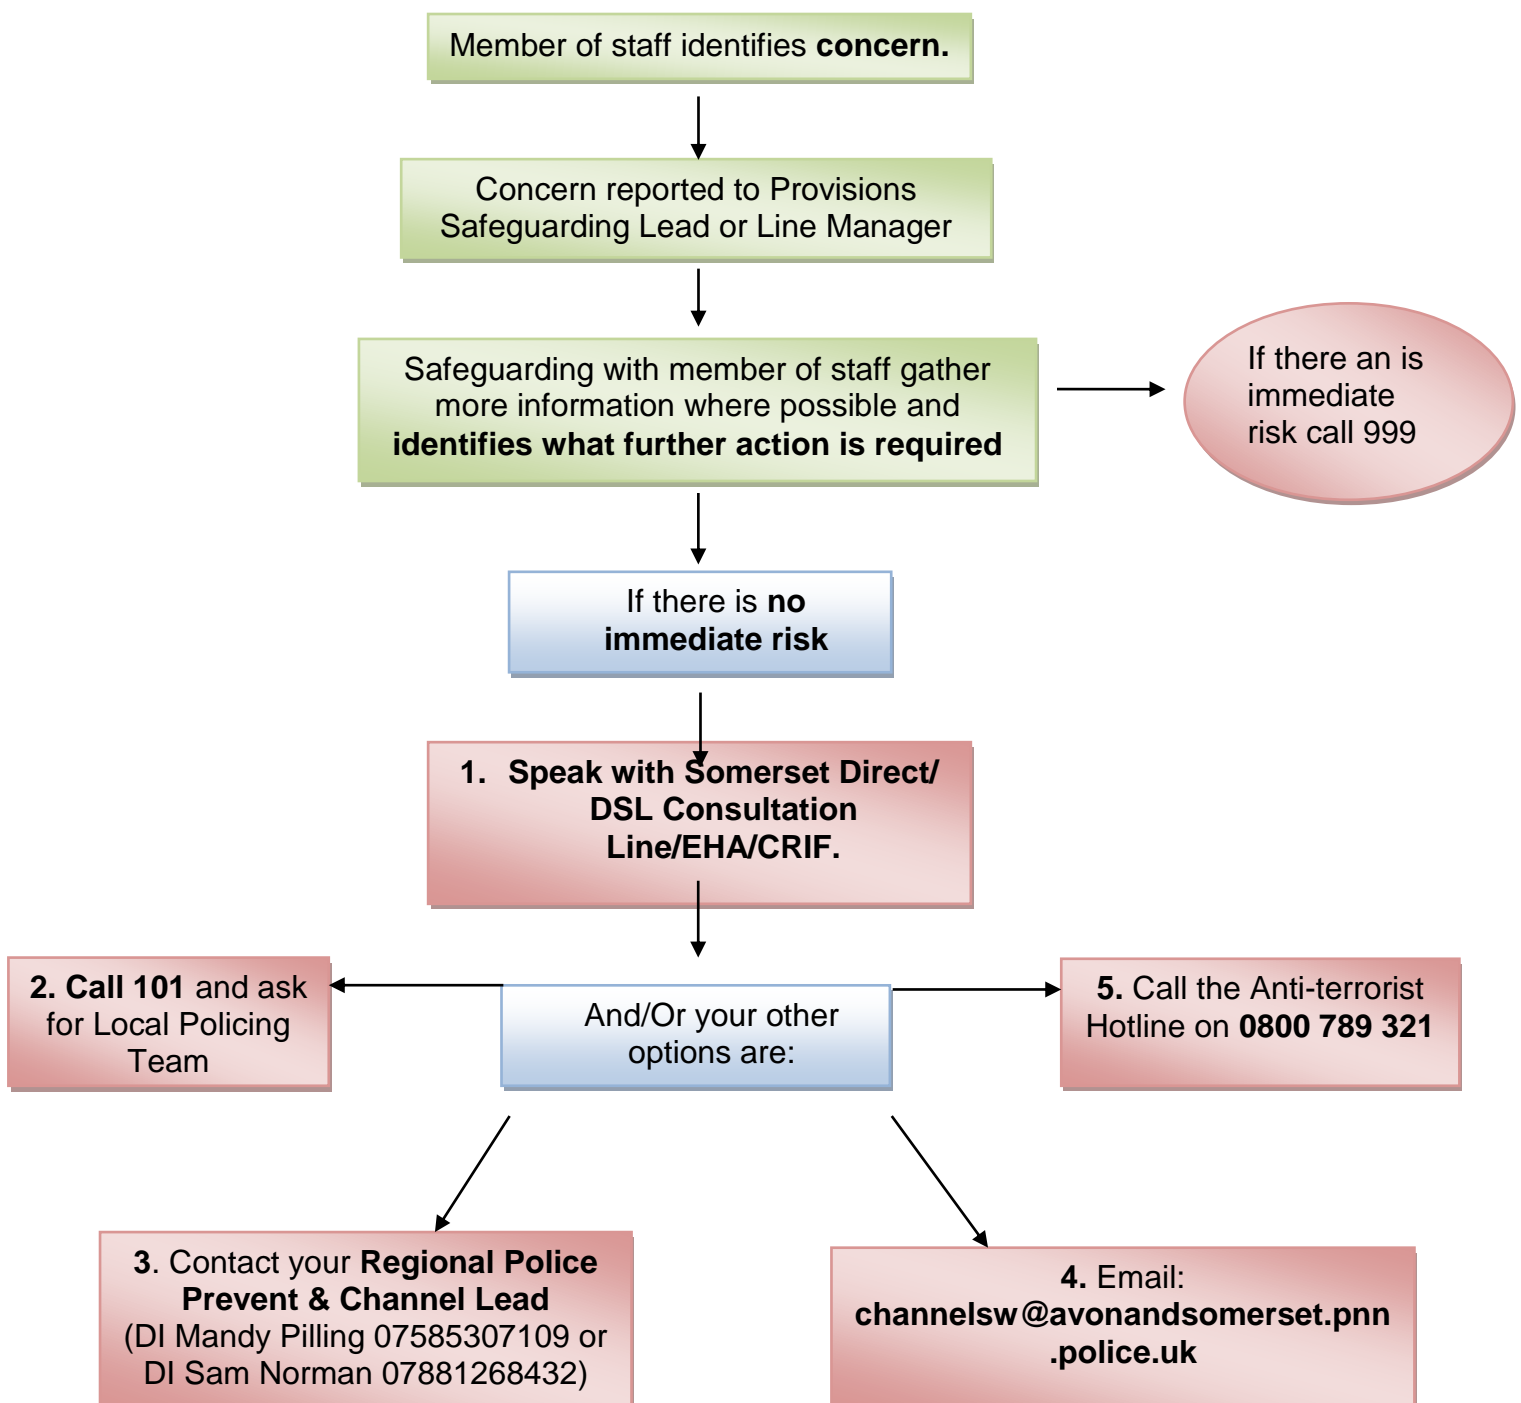 Member of staff identifies concern.
Concern reported to Provisions
Safeguarding Lead or Line Manager
Safeguarding with member of staff gather
more information where possible and
identifies what further action is required
If there an is
immediate
risk call 999
If there is no
immediate risk
1. Speak with Somerset Direct/
DSL Consultation
Line/EHA/CRIF.
2. Call 101 and ask
for Local Policing
Team
And/Or your other
options are:
5. Call the Anti-terrorist
Hotline on 0800 789 321
3. Contact your Regional Police
Prevent & Channel Lead
(DI Mandy Pilling 07585307109 or
DI Sam Norman 07881268432)
4. Email:
channelsw@avonandsomerset.pnn
.police.uk